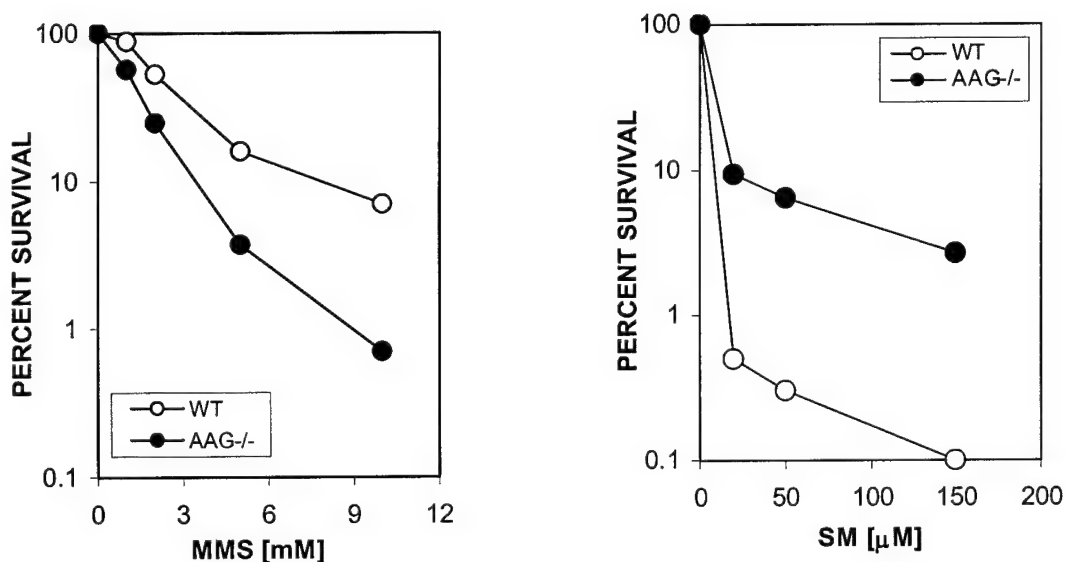 100
10
1
0.1
PERCENT SURVIVAL
WT
AAG-/-
0 3 6 9 12
MMS [mM]
100
10
1
0.1
PERCENT SURVIVAL
WT
AAG-/-
0 50 100 150 200
SM [μM]